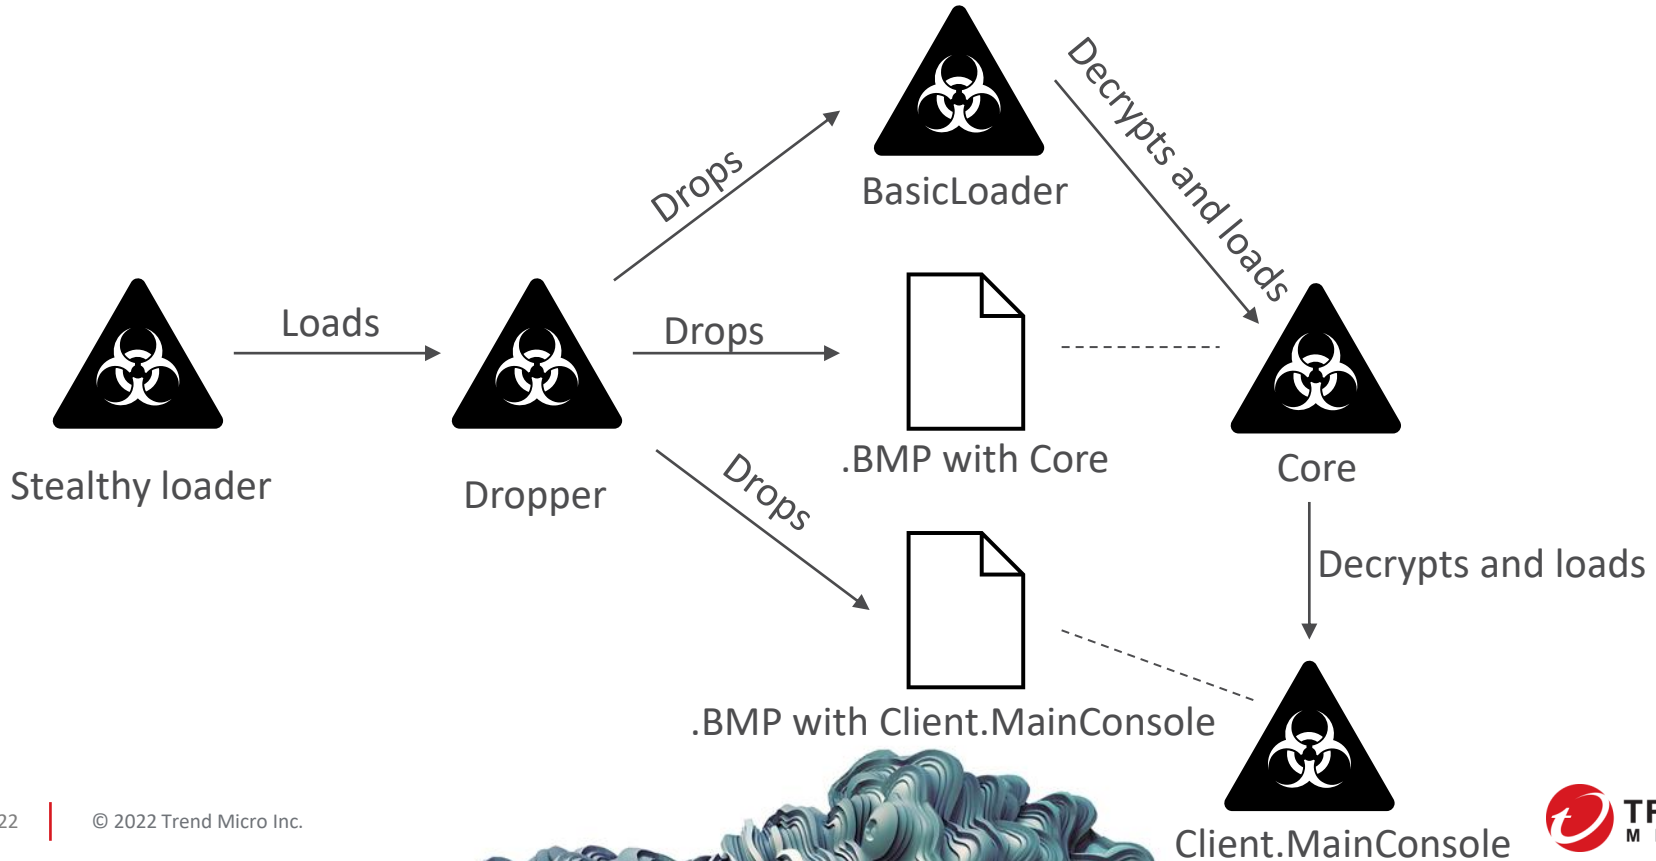 Decrypts and loads
Drops
BasicLoader
Loads
Drops
.BMP with Core
Core
Stealthy loader
Dropper
Drops
Decrypts and loads
.BMP with Client.MainConsole
Client.MainConsole
22
© 2022 Trend Micro Inc.